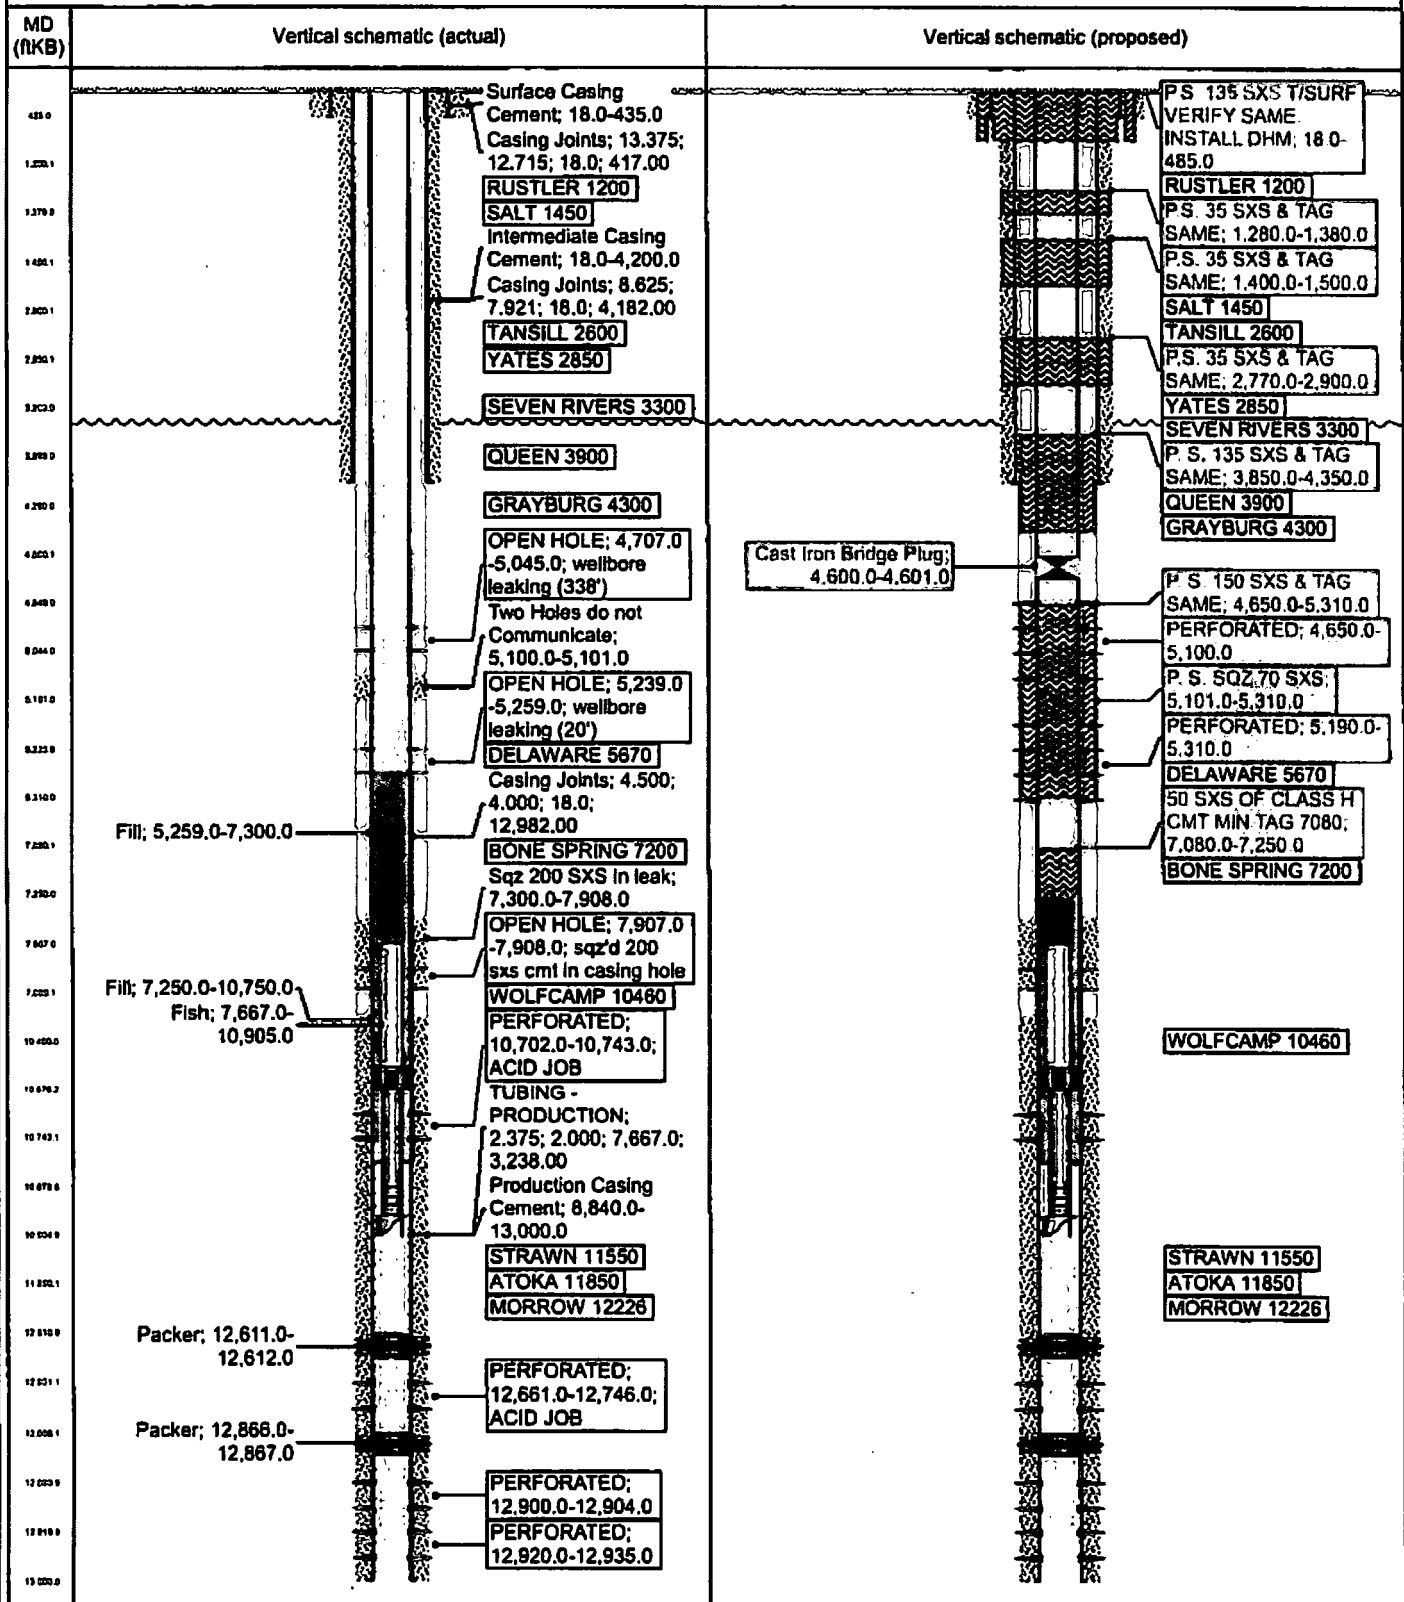 MD
(ftKB)
Vertical schematic (actual)
Vertical schematic (proposed)
Surface Casing
Cement; 18.0-435.0
Casing Joints; 13.375;
12.715; 18.0; 417.00
RUSTLER 1200
SALT 1450
Intermediate Casing
Cement; 18.0-4,200.0
Casing Joints; 8.625;
7.921; 18.0; 4,182.00
TANSILL 2600
YATES 2850
SEVEN RIVERS 3300
QUEEN 3900
GRAYBURG 4300
OPEN HOLE; 4,707.0
-5,045.0; wellbore
leaking (338')
Two Holes do not
Communicate;
5,100.0-5,101.0
OPEN HOLE; 5,239.0
-5,259.0; wellbore
leaking (20')
DELAWARE 5670
Casing Joints; 4.500;
4.000; 18.0;
12,982.00
Fill; 5,259.0-7,300.0
BONE SPRING 7200
Sqz 200 SXS in leak;
7,300.0-7,908.0
OPEN HOLE; 7,907.0
-7,908.0; sqz'd 200
sxs cmt in casing hole
Fill; 7,250.0-10,750.0
Fish; 7,667.0-
10,905.0
WOLFCAMP 10460
PERFORATED;
10,702.0-10,743.0;
ACID JOB
TUBING -
PRODUCTION;
2.375; 2.000; 7,667.0;
3,238.00
Production Casing
Cement; 8,840.0-
13,000.0
STRAWN 11550
ATOKA 11850
MORROW 12226
Packer; 12,611.0-
12,612.0
PERFORATED;
12,661.0-12,746.0;
ACID JOB
Packer; 12,866.0-
12,867.0
PERFORATED;
12,900.0-12,904.0
PERFORATED;
12,920.0-12,935.0
P.S. 135 SXS T/SURF
VERIFY SAME.
INSTALL DHM; 18.0-
485.0
RUSTLER 1200
P.S. 35 SXS & TAG
SAME; 1,280.0-1,380.0
P.S. 35 SXS & TAG
SAME; 1,400.0-1,500.0
SALT 1450
TANSILL 2600
P.S. 35 SXS & TAG
SAME; 2,770.0-2,900.0
YATES 2850
SEVEN RIVERS 3300
P. S. 135 SXS & TAG
SAME; 3,850.0-4,350.0
QUEEN 3900
GRAYBURG 4300
Cast Iron Bridge Plug;
4,600.0-4,601.0
P. S. 150 SXS & TAG
SAME; 4,650.0-5,310.0
PERFORATED; 4,650.0-
5,100.0
P. S. SQZ 70 SXS;
5,101.0-5,310.0
PERFORATED; 5,190.0-
5,310.0
DELAWARE 5670
50 SXS OF CLASS H
CMT MIN TAG 7080;
7,080.0-7,250.0
BONE SPRING 7200
WOLFCAMP 10460
STRAWN 11550
ATOKA 11850
MORROW 12226